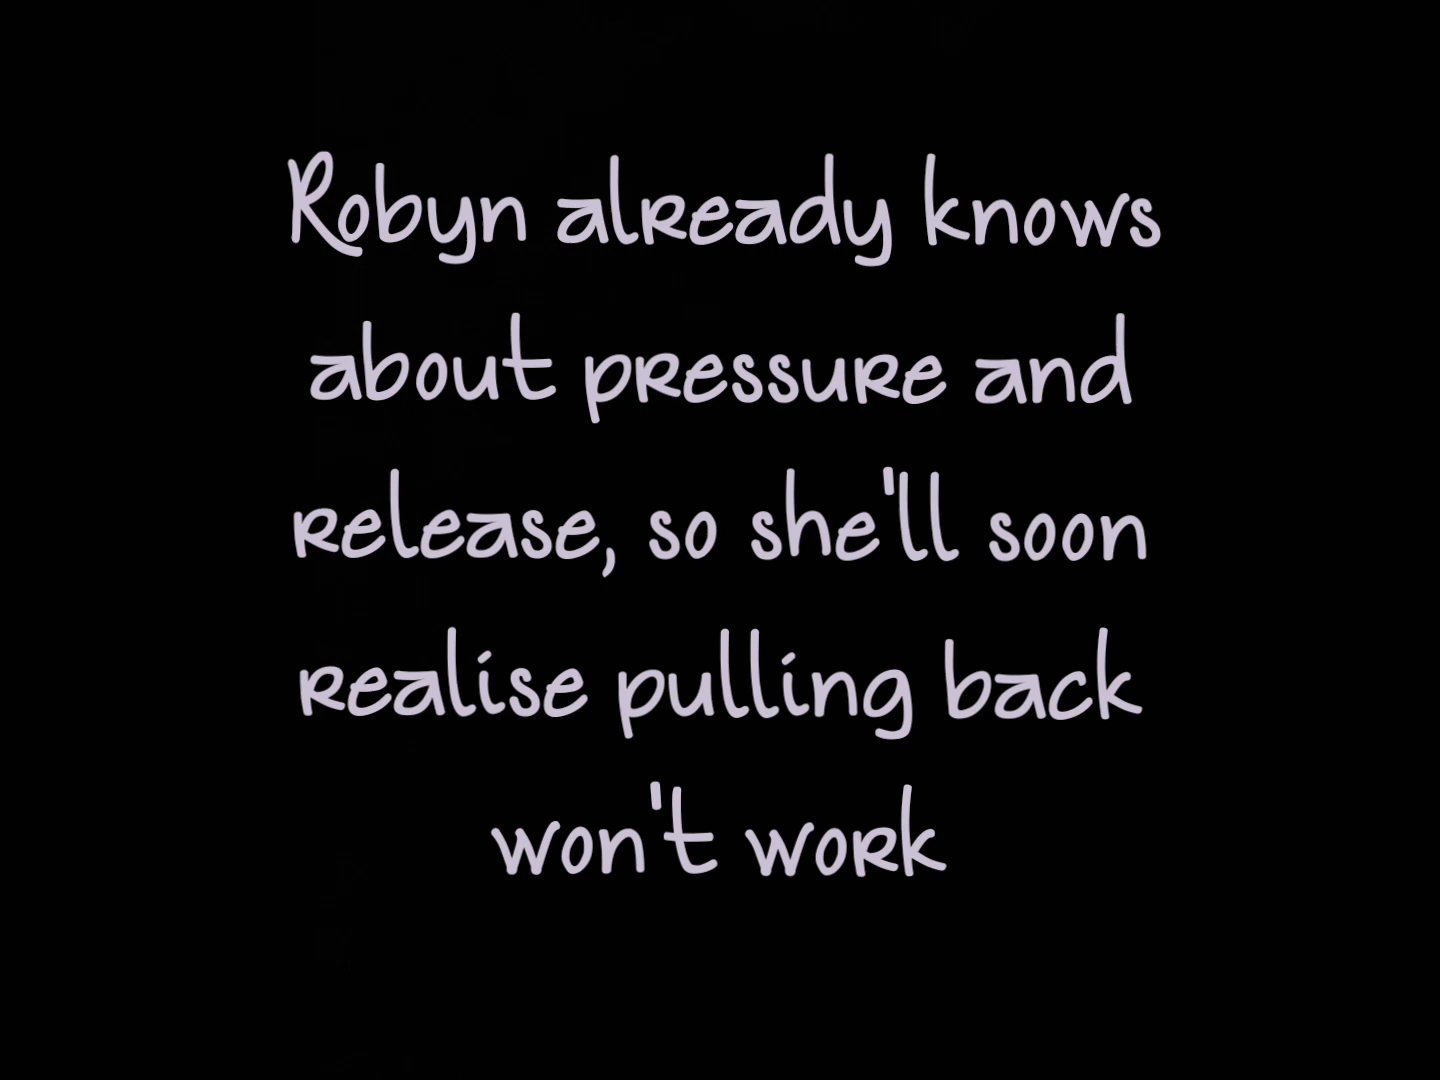 Robyn already knows
about pressure and
release, so she'll soon
realise pulling back
won't work